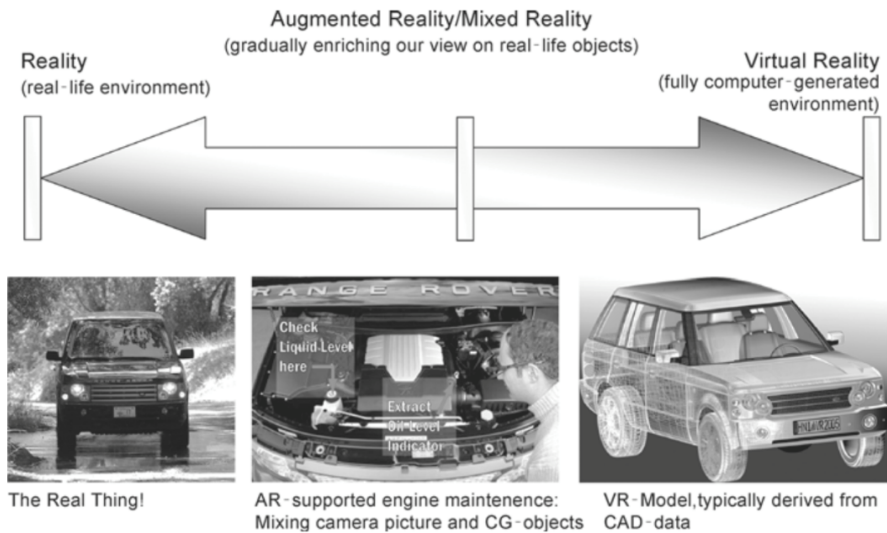 Augmented Reality/Mixed Reality
(gradually enriching our view on real-life objects)
Reality
(real-life environment)
Virtual Reality
(fully computer-generated
environment)
RANGE ROVER
Check
Liquid Level
here
Extract
Oil Level
Indicator
The Real Thing!
AR-supported engine maintenence:
Mixing camera picture and CG-objects
VR-Model,typically derived from
CAD-data